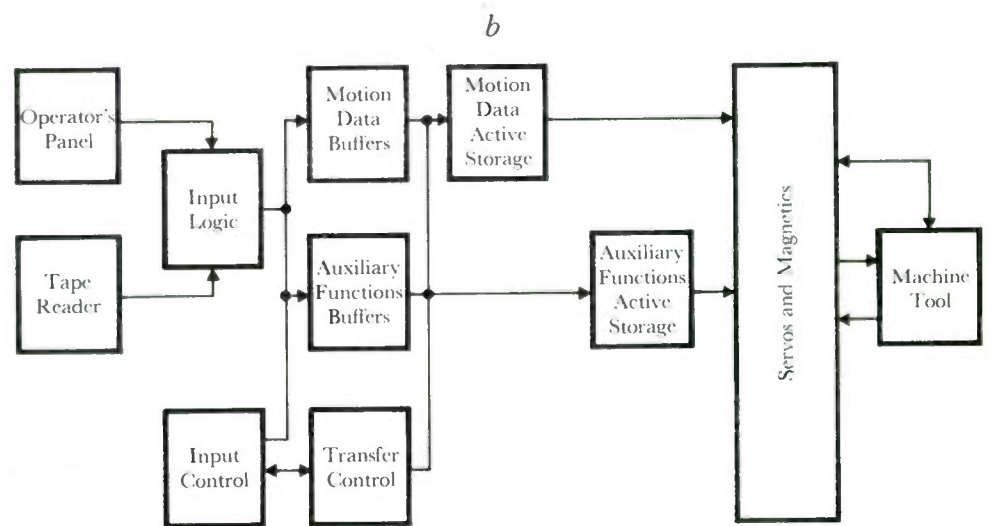 b
Operator's
Panel
Motion
Data
Buffers
Motion
Data
Active
Storage
Input
Logic
Tape
Reader
Auxiliary
Functions
Buffers
Auxiliary
Functions
Active
Storage
Servos and Magnetics
Machine
Tool
Input
Control
Transfer
Control